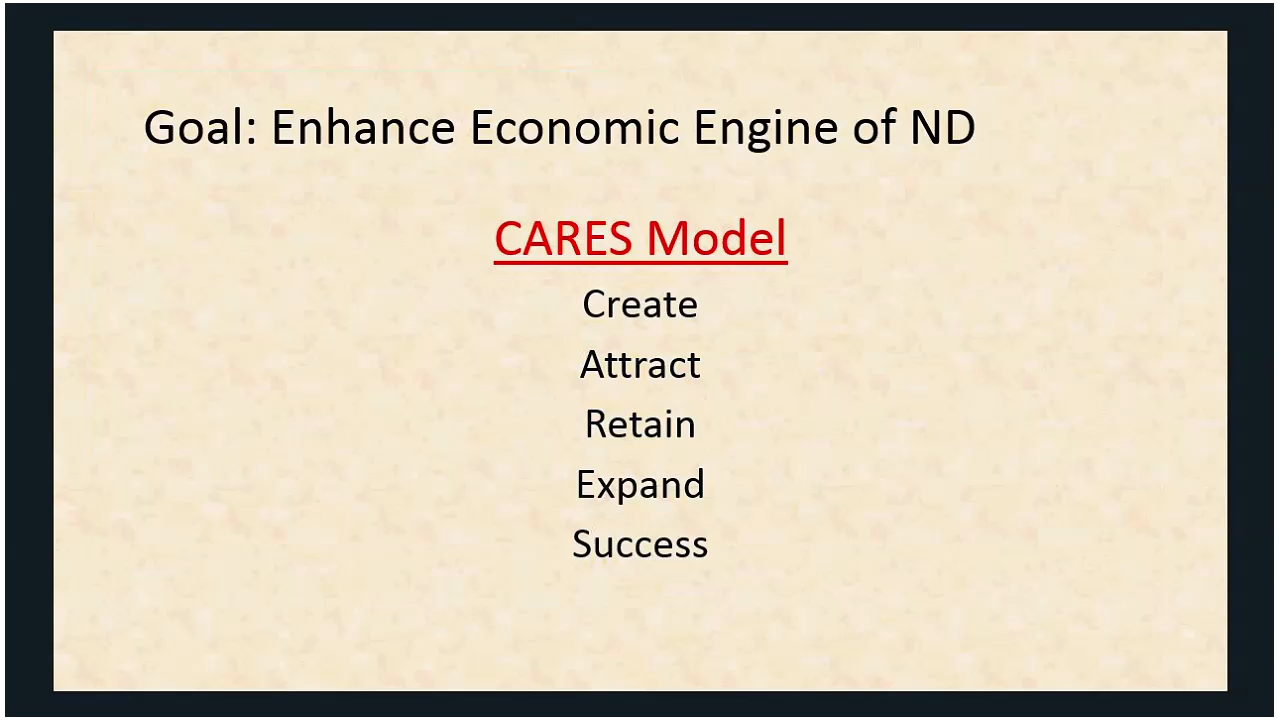 Goal: Enhance Economic Engine of ND
CARES Model
Create
Attract
Retain
Expand
Success